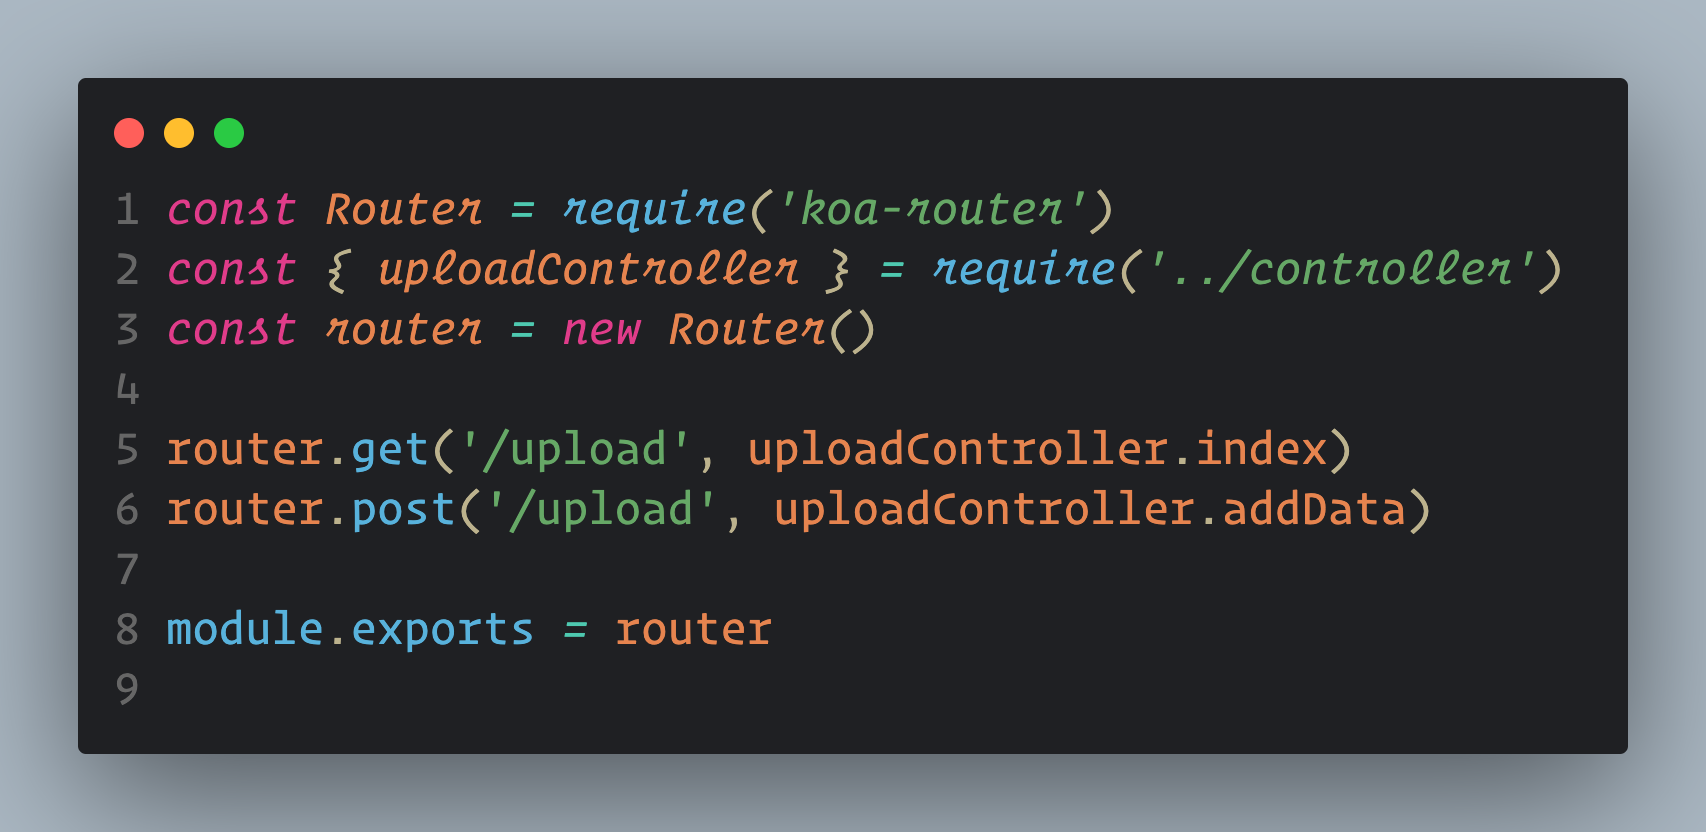 1 const Router = require('koa-router')
2 const { uploadController } = require('../controller')
3 const router = new Router()
4
5 router.get('/upload', uploadController.index)
6 router.post('/upload', uploadController.addData)
7
8 module.exports = router
9